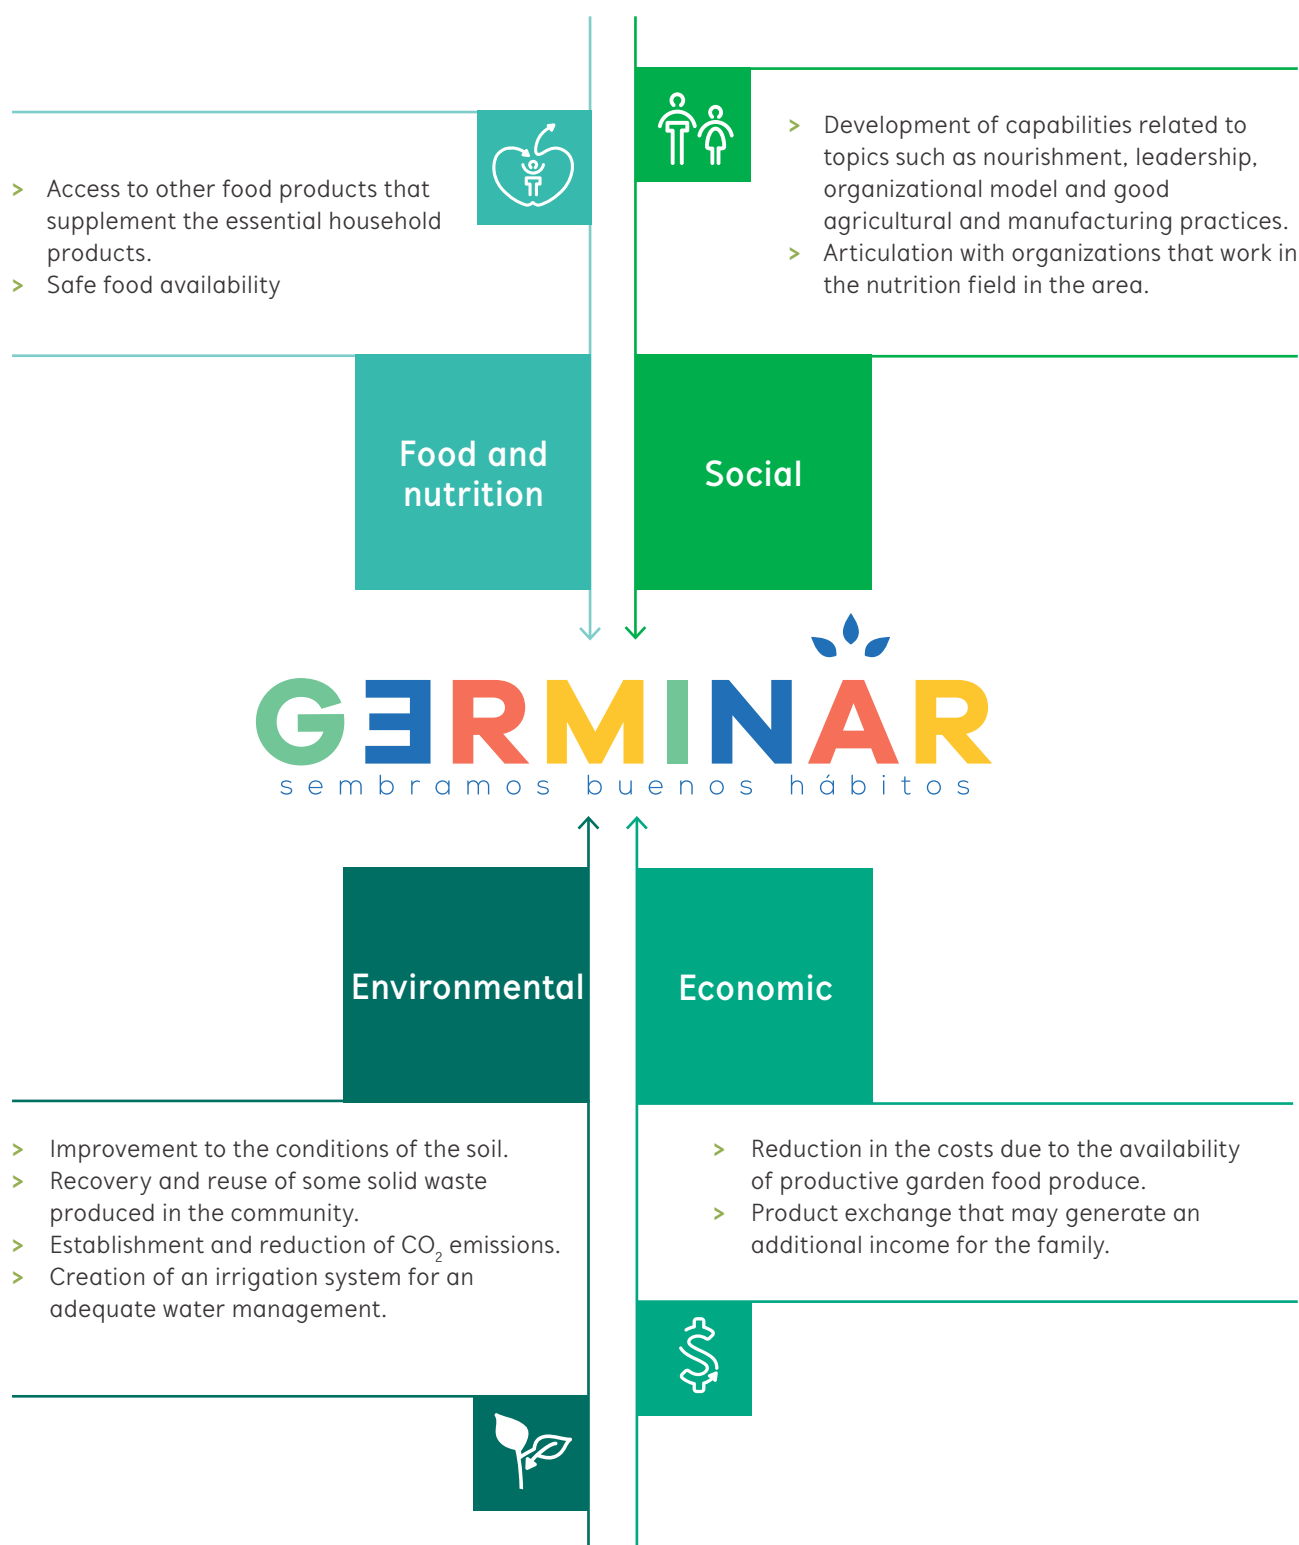 > Access to other food products that
supplement the essential household
products.
> Safe food availability
> Development of capabilities related to
topics such as nourishment, leadership,
organizational model and good
agricultural and manufacturing practices.
> Articulation with organizations that work in
the nutrition field in the area.
Food and
nutrition
Social
GERMINAR
sembramos buenos hábitos
Environmental
Economic
> Improvement to the conditions of the soil.
> Recovery and reuse of some solid waste
produced in the community.
> Establishment and reduction of CO₂ emissions.
> Creation of an irrigation system for an
adequate water management.
> Reduction in the costs due to the availability
of productive garden food produce.
> Product exchange that may generate an
additional income for the family.